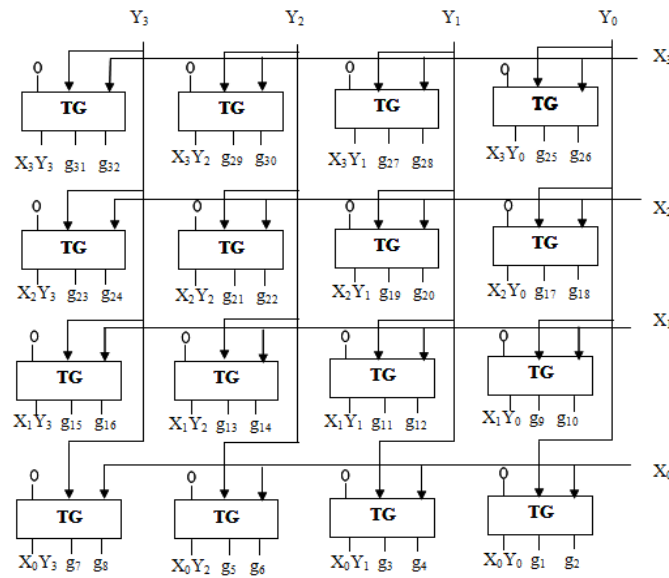 Y₃ Y₂ Y₁ Y₀
X₃
0 0 0 0
TG TG TG TG
X₃Y₃ g₃₁ g₃₂ X₃Y₂ g₂₉ g₃₀ X₃Y₁ g₂₇ g₂₈ X₃Y₀ g₂₅ g₂₆
X₂
0 0 0 0
TG TG TG TG
X₂Y₃ g₂₃ g₂₄ X₂Y₂ g₂₁ g₂₂ X₂Y₁ g₁₉ g₂₀ X₂Y₀ g₁₇ g₁₈
X₁
0 0 0 0
TG TG TG TG
X₁Y₃ g₁₅ g₁₆ X₁Y₂ g₁₃ g₁₄ X₁Y₁ g₁₁ g₁₂ X₁Y₀ g₉ g₁₀
X₀
0 0 0 0
TG TG TG TG
X₀Y₃ g₇ g₈ X₀Y₂ g₅ g₆ X₀Y₁ g₃ g₄ X₀Y₀ g₁ g₂